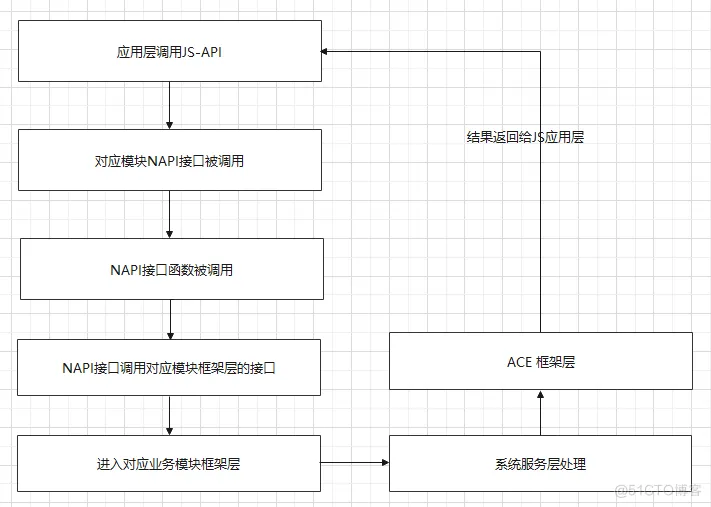 应用层调用JS-API
结果返回给JS应用层
对应模块NAPI接口被调用
NAPI接口函数被调用
NAPI接口调用对应模块框架层的接口
ACE 框架层
进入对应业务模块框架层
系统服务层处理
@51CTO博客